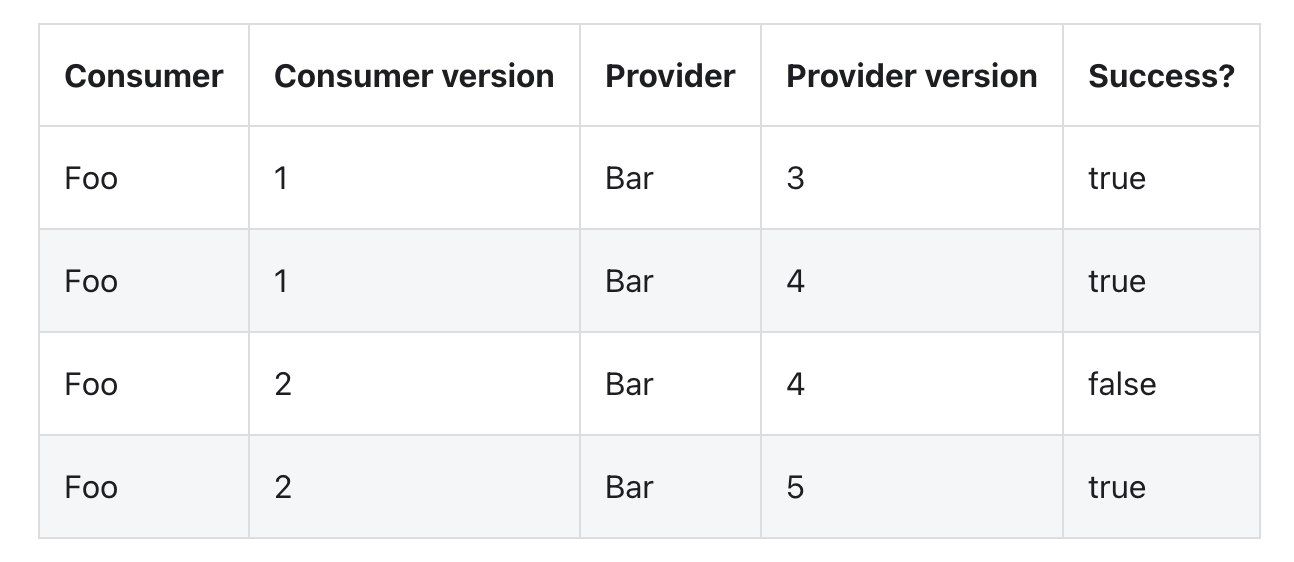 Consumer Consumer version Provider Provider version Success?
Foo 1 Bar 3 true
Foo 1 Bar 4 true
Foo 2 Bar 4 false
Foo 2 Bar 5 true